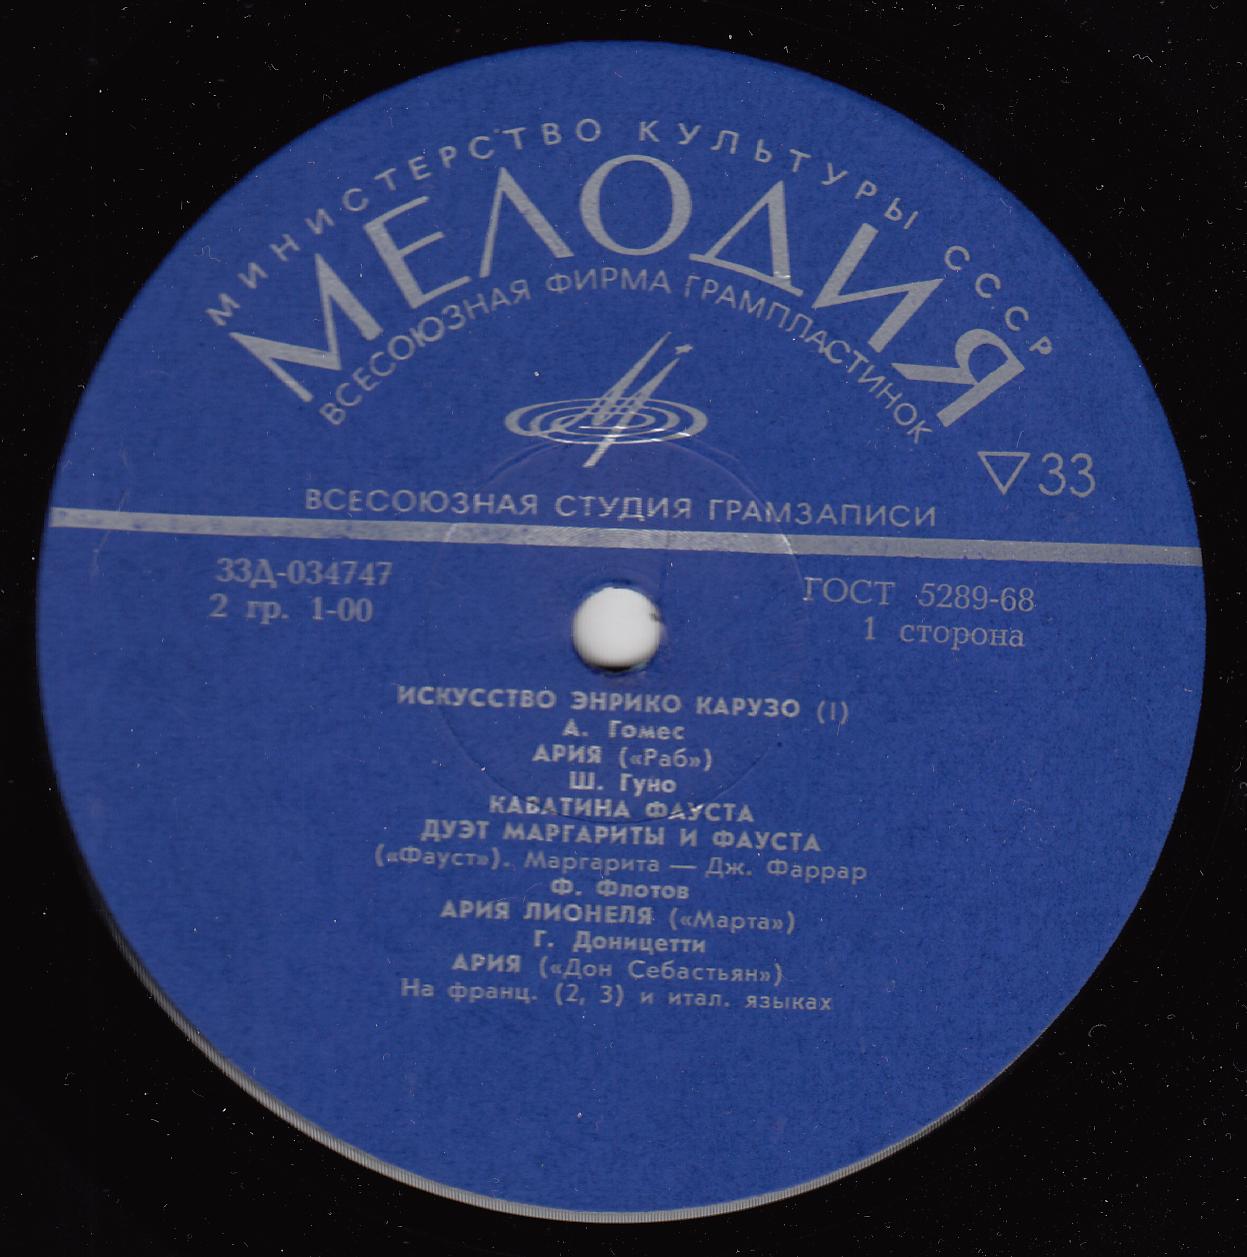 МИНИСТЕРСТВО КУЛЬТУРЫ СССР
МЕЛОДИЯ
ВСЕСОЮЗНАЯ ФИРМА ГРАМПЛАСТИНОК
▽33
ВСЕСОЮЗНАЯ СТУДИЯ ГРАМЗАПИСИ
33Д-034747
2 гр. 1-00
ГОСТ 5289-68
1 сторона
ИСКУССТВО ЭНРИКО КАРУЗО (I)
А. Гомес
АРИЯ («Раб»)
Ш. Гуно
КАВАТИНА ФАУСТА
ДУЭТ МАРГАРИТЫ И ФАУСТА
(«Фауст»). Маргарита — Дж. Фаррар
Ф. Флотов
АРИЯ ЛИОНЕЛЯ («Марта»)
Г. Доницетти
АРИЯ («Дон Себастьян»)
На франц. (2, 3) и итал. языках